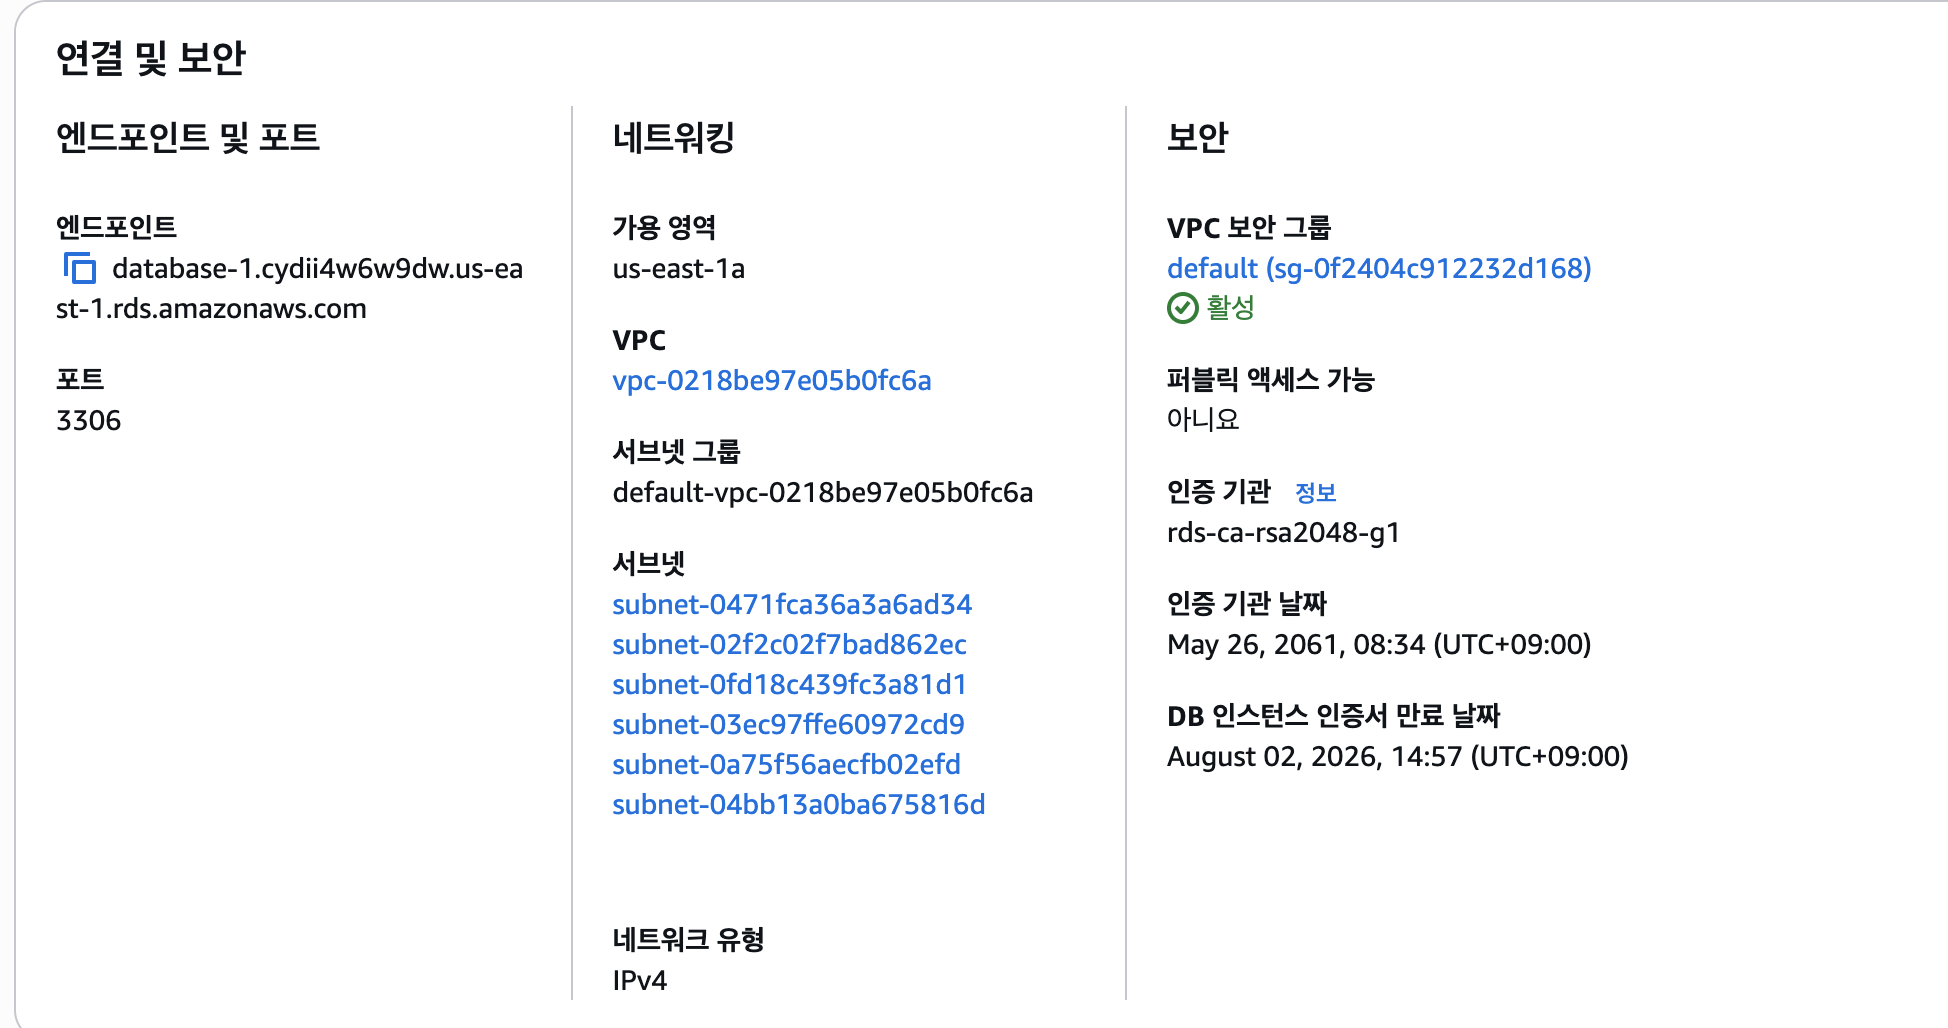 연결 및 보안
엔드포인트 및 포트
엔드포인트
database-1.cydii4w6w9dw.us-ea
st-1.rds.amazonaws.com
포트
3306
네트워킹
가용 영역
us-east-1a
VPC
vpc-0218be97e05b0fc6a
서브넷 그룹
default-vpc-0218be97e05b0fc6a
서브넷
subnet-0471fca36a3a6ad34
subnet-02f2c02f7bad862ec
subnet-0fd18c439fc3a81d1
subnet-03ec97ffe60972cd9
subnet-0a75f56aecfb02efd
subnet-04bb13a0ba675816d
네트워크 유형
IPv4
보안
VPC 보안 그룹
default (sg-0f2404c912232d168)
활성
퍼블릭 액세스 가능
아니요
인증 기관 정보
rds-ca-rsa2048-g1
인증 기관 날짜
May 26, 2061, 08:34 (UTC+09:00)
DB 인스턴스 인증서 만료 날짜
August 02, 2026, 14:57 (UTC+09:00)